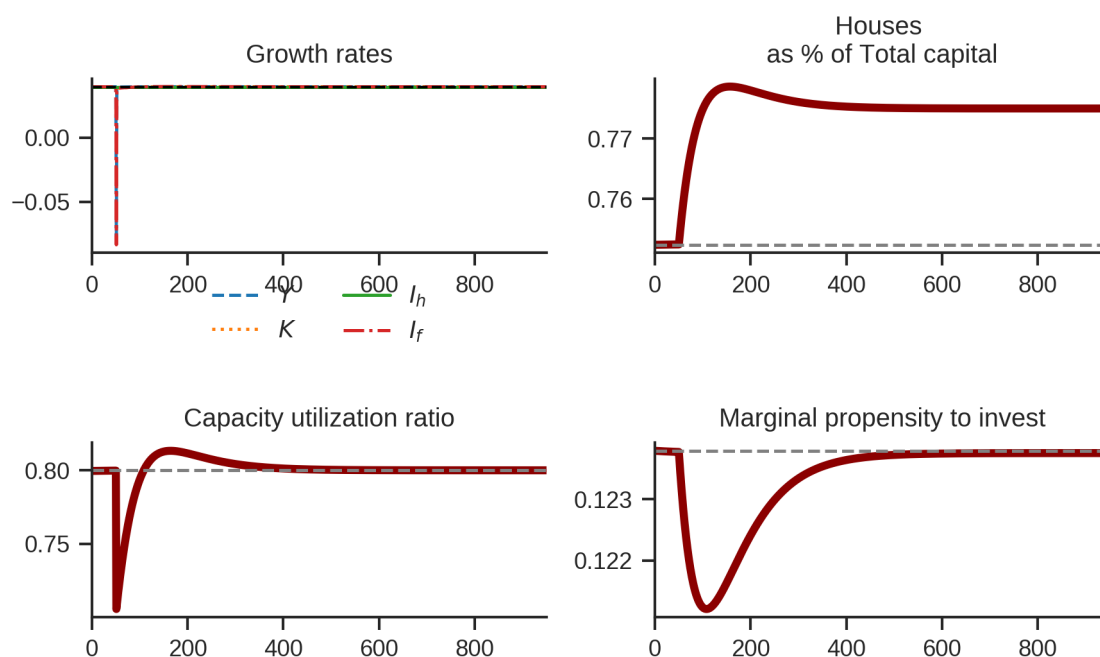 Growth rates
0.00
−0.05
0 200 400 600 800
Y I_h
K I_f
Houses
as % of Total capital
0.77
0.76
0 200 400 600 800
Capacity utilization ratio
0.80
0.75
0 200 400 600 800
Marginal propensity to invest
0.123
0.122
0 200 400 600 800